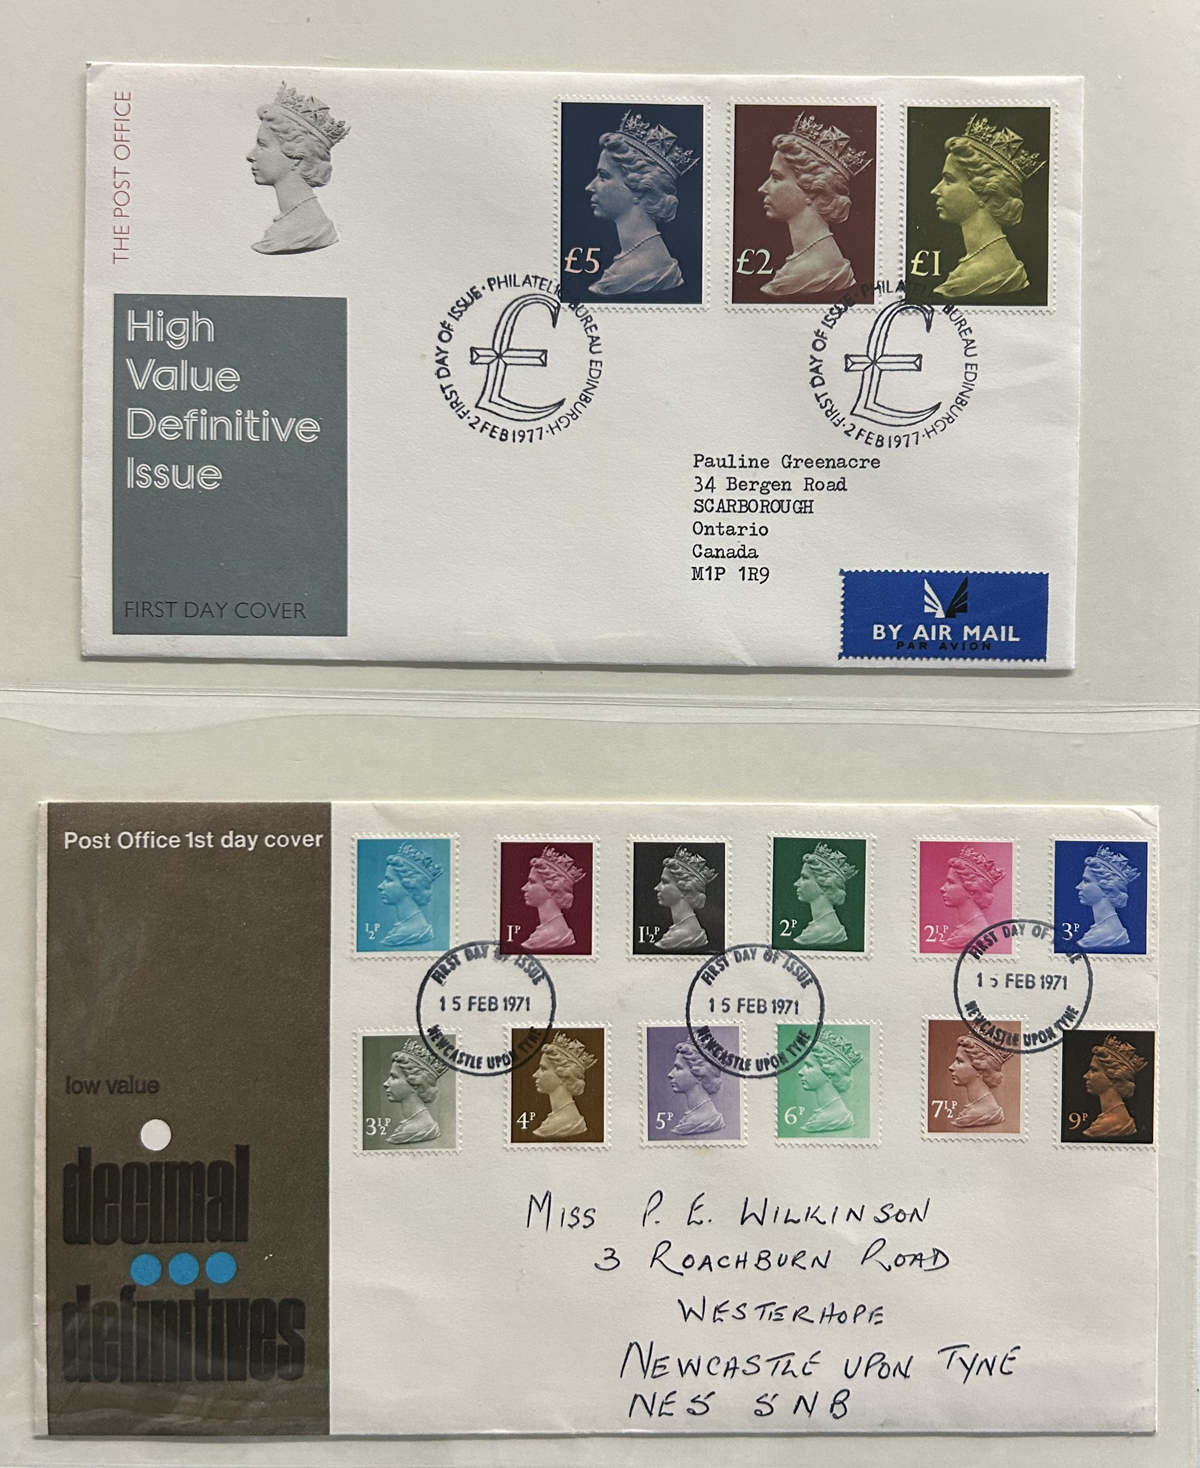 THE POST OFFICE
High
Value
Definitive
Issue
FIRST DAY COVER
£5
£2
£1
FIRST DAY OF ISSUE · PHILATELIC BUREAU EDINBURGH · 2 FEB 1977 ·
FIRST DAY OF ISSUE · PHILATELIC BUREAU EDINBURGH · 2 FEB 1977 ·
Pauline Greenacre
34 Bergen Road
SCARBOROUGH
Ontario
Canada
M1P 1R9
BY AIR MAIL
PAR AVION
Post Office 1st day cover
low value
decimal
definitives
½P
1P
1½P
2P
2½P
3P
FIRST DAY OF ISSUE
15 FEB 1971
NEWCASTLE UPON TYNE
FIRST DAY OF ISSUE
15 FEB 1971
NEWCASTLE UPON TYNE
FIRST DAY OF ISSUE
15 FEB 1971
NEWCASTLE UPON TYNE
3½P
4P
5P
6P
7½P
9P
MISS P. E. WILKINSON
3 ROACHBURN ROAD
WESTERHOPE
NEWCASTLE UPON TYNE
NE5 5NB